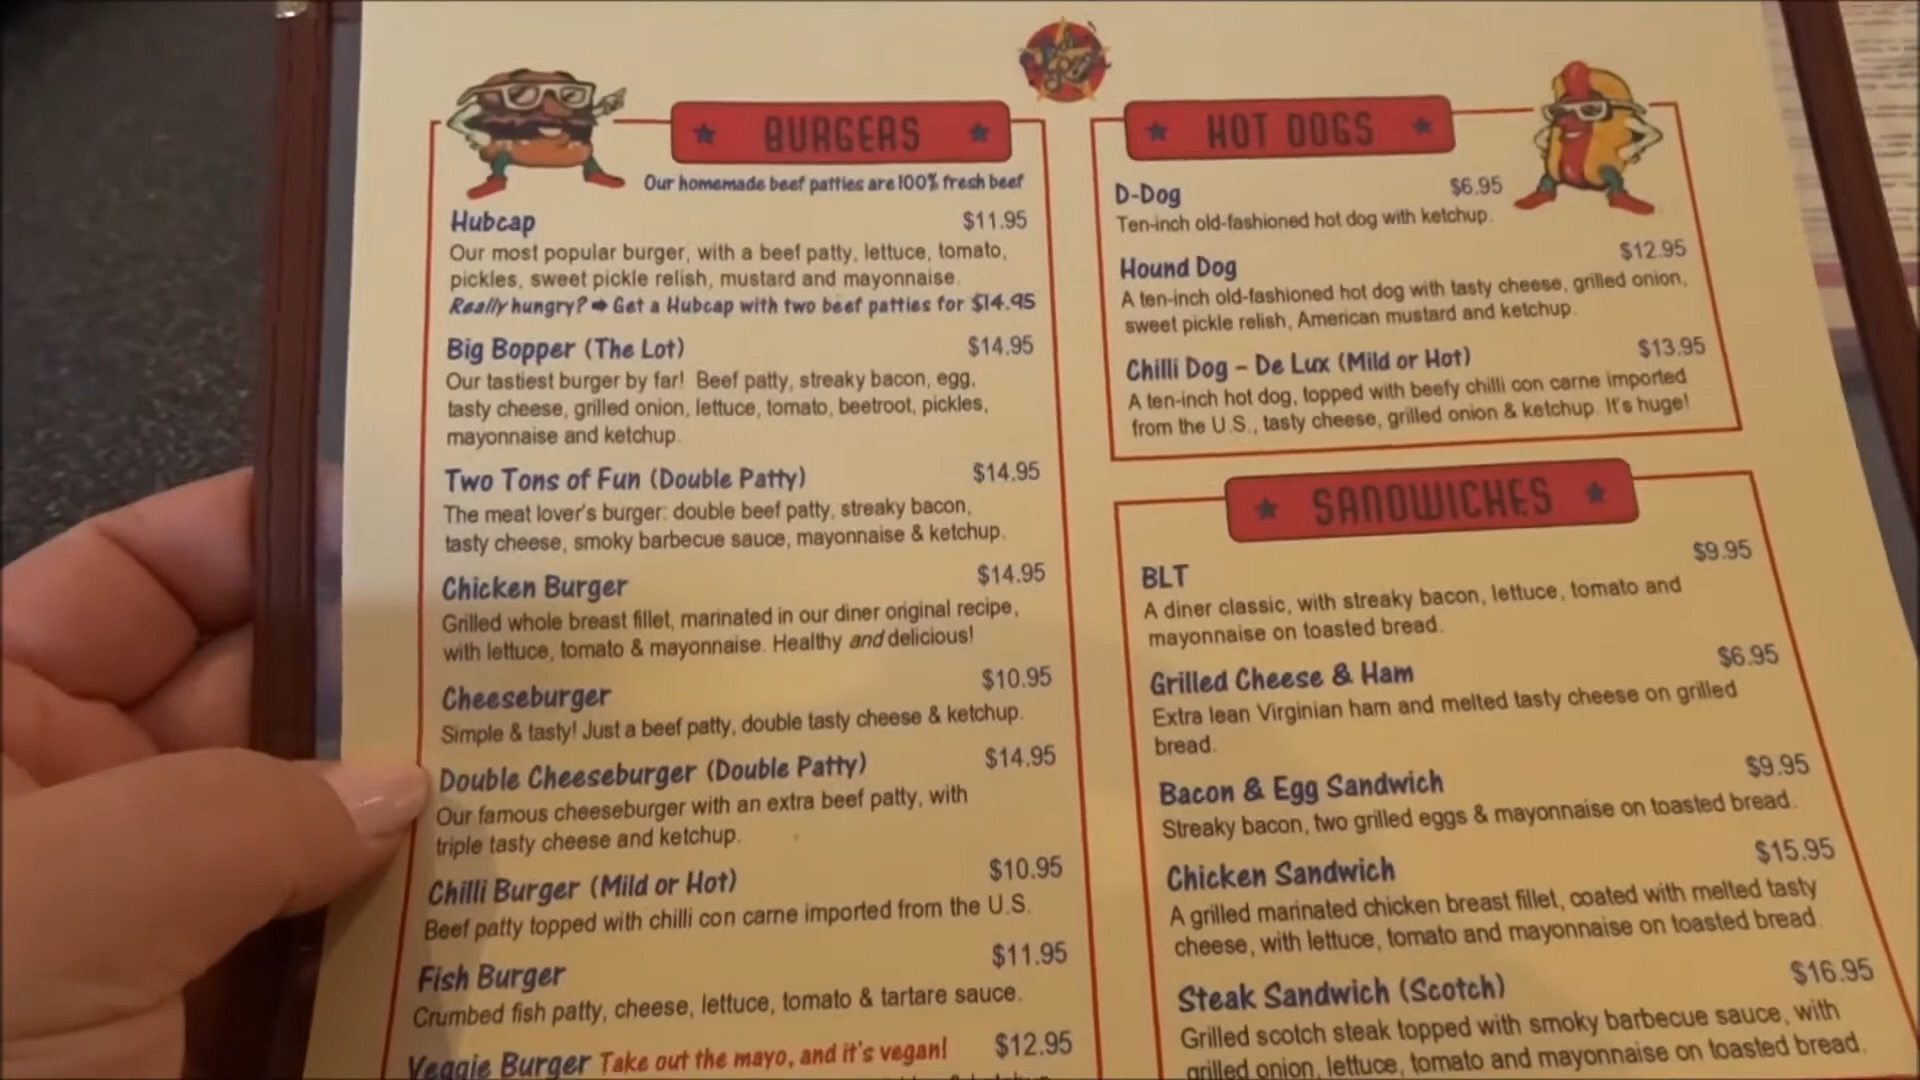 BURGERS
Our homemade beef patties are 100% fresh beef
Hubcap $11.95
Our most popular burger, with a beef patty, lettuce, tomato,
pickles, sweet pickle relish, mustard and mayonnaise.
Really hungry? ➡ Get a Hubcap with two beef patties for $14.95
Big Bopper (The Lot) $14.95
Our tastiest burger by far! Beef patty, streaky bacon, egg,
tasty cheese, grilled onion, lettuce, tomato, beetroot, pickles,
mayonnaise and ketchup.
Two Tons of Fun (Double Patty) $14.95
The meat lover's burger: double beef patty, streaky bacon,
tasty cheese, smoky barbecue sauce, mayonnaise & ketchup.
Chicken Burger $14.95
Grilled whole breast fillet, marinated in our diner original recipe,
with lettuce, tomato & mayonnaise. Healthy and delicious!
Cheeseburger $10.95
Simple & tasty! Just a beef patty, double tasty cheese & ketchup.
Double Cheeseburger (Double Patty) $14.95
Our famous cheeseburger with an extra beef patty, with
triple tasty cheese and ketchup.
Chilli Burger (Mild or Hot) $10.95
Beef patty topped with chilli con carne imported from the U.S.
Fish Burger $11.95
Crumbed fish patty, cheese, lettuce, tomato & tartare sauce.
Veggie Burger Take out the mayo, and it's vegan! $12.95
HOT DOGS
D-Dog $6.95
Ten-inch old-fashioned hot dog with ketchup.
Hound Dog $12.95
A ten-inch old-fashioned hot dog with tasty cheese, grilled onion,
sweet pickle relish, American mustard and ketchup.
Chilli Dog – De Lux (Mild or Hot) $13.95
A ten-inch hot dog, topped with beefy chilli con carne imported
from the U.S., tasty cheese, grilled onion & ketchup. It's huge!
SANDWICHES
BLT $9.95
A diner classic, with streaky bacon, lettuce, tomato and
mayonnaise on toasted bread.
Grilled Cheese & Ham $6.95
Extra lean Virginian ham and melted tasty cheese on grilled
bread.
Bacon & Egg Sandwich $9.95
Streaky bacon, two grilled eggs & mayonnaise on toasted bread.
Chicken Sandwich $15.95
A grilled marinated chicken breast fillet, coated with melted tasty
cheese, with lettuce, tomato and mayonnaise on toasted bread.
Steak Sandwich (Scotch) $16.95
Grilled scotch steak topped with smoky barbecue sauce, with
grilled onion, lettuce, tomato and mayonnaise on toasted bread.